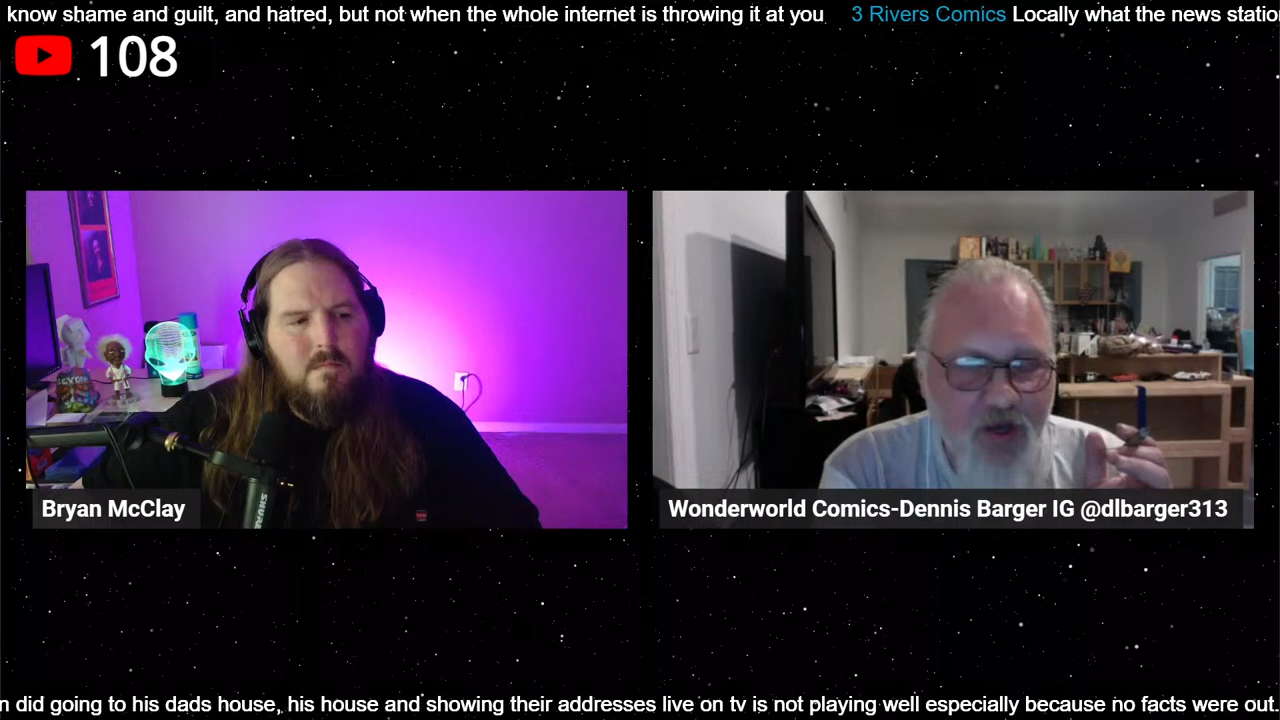 know shame and guilt, and hatred, but not when the whole internet is throwing it at you 3 Rivers Comics Locally what the news statio
108
SHURE
Bryan McClay
Wonderworld Comics-Dennis Barger IG @dlbarger313
n did going to his dads house, his house and showing their addresses live on tv is not playing well especially because no facts were out.